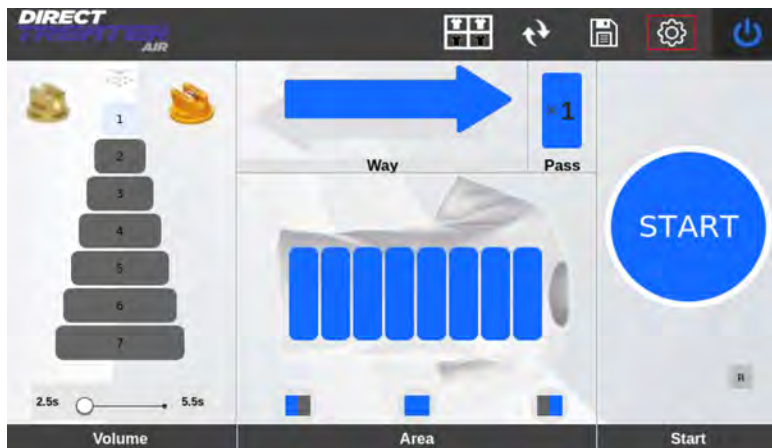 DIRECT
TREATER
AIR
1
2
3
4
5
6
7
2.5s
5.5s
Volume
Way
1
Pass
Area
START
R
Start